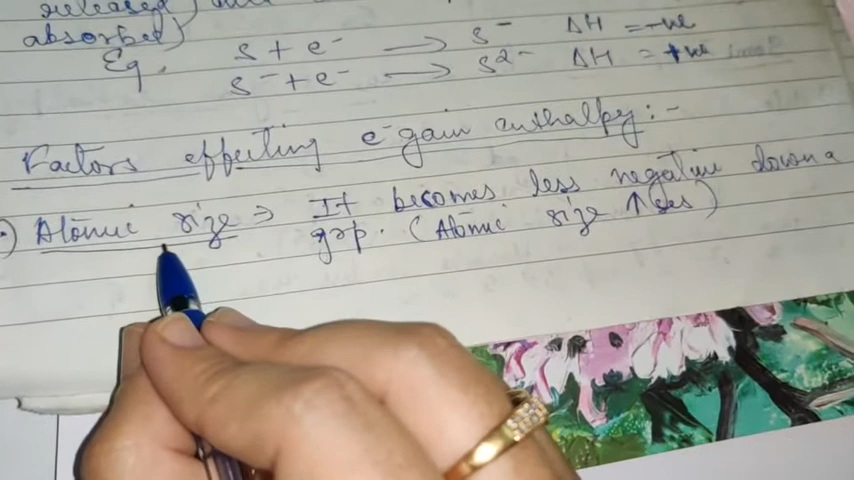 released)
absorbed)
Eg. S + e⁻ → S⁻ ΔH = -ve
S⁻ + e⁻ → S²⁻ ΔH = +ve
Factors effecting e⁻gain enthalpy:-
•) Atomic size ⇒ It becomes less negative down a
grp. (Atomic size ↑ses)